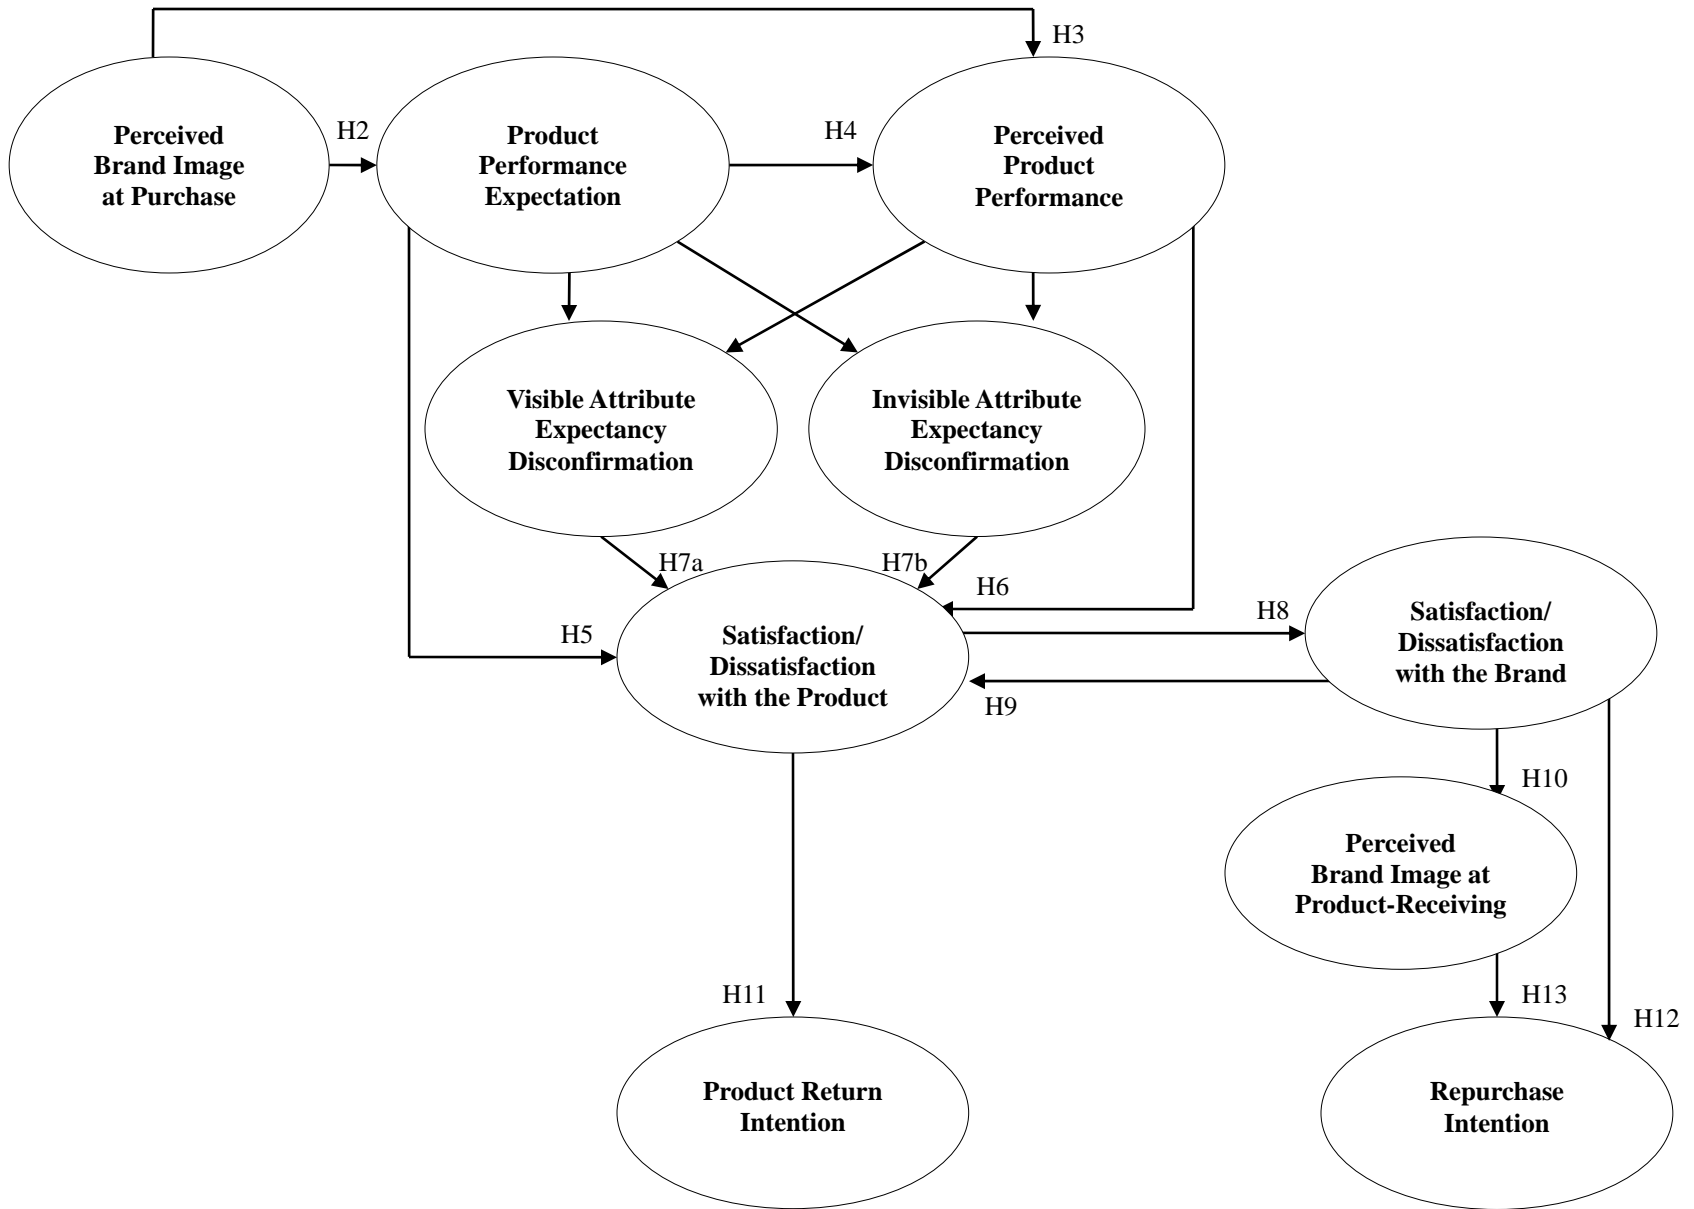 H3
Perceived
Brand Image
at Purchase
H2
Product
Performance
Expectation
H4
Perceived
Product
Performance
Visible Attribute
Expectancy
Disconfirmation
Invisible Attribute
Expectancy
Disconfirmation
H7a
H7b
H6
H5
Satisfaction/
Dissatisfaction
with the Product
H8
H9
Satisfaction/
Dissatisfaction
with the Brand
H10
Perceived
Brand Image at
Product-Receiving
H11
H13
H12
Product Return
Intention
Repurchase
Intention